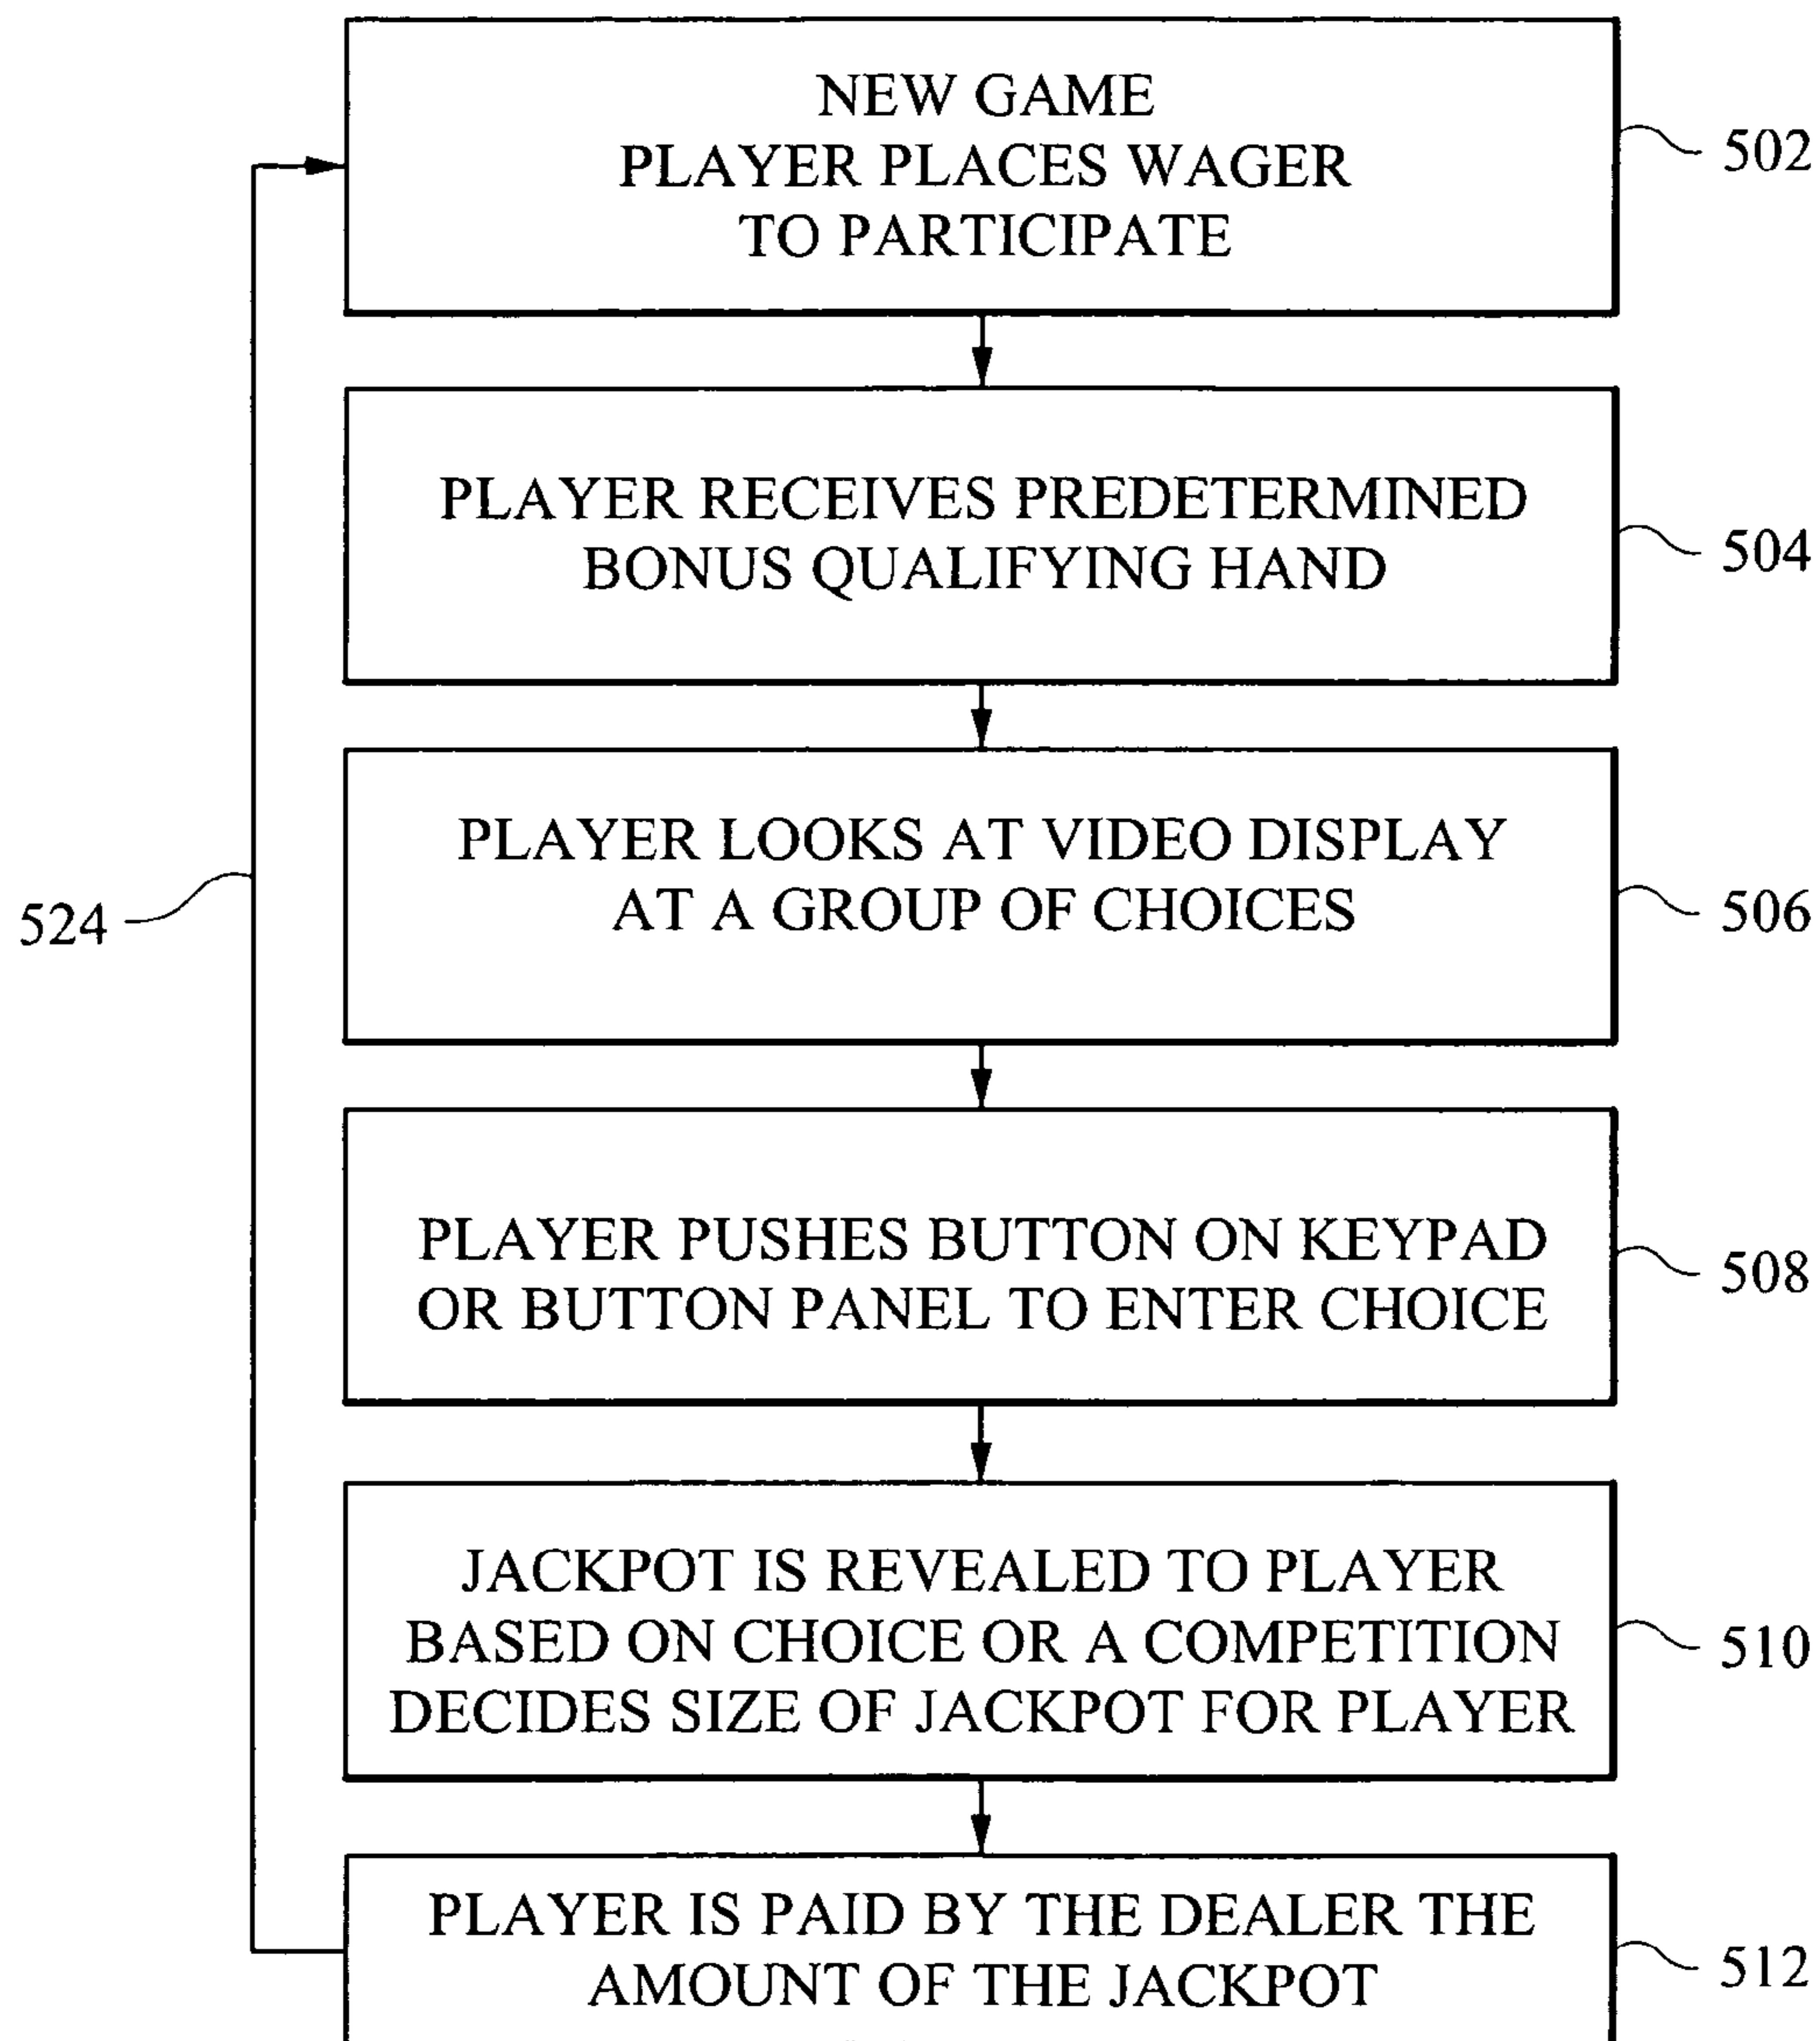 NEW GAME
PLAYER PLACES WAGER
TO PARTICIPATE
502
PLAYER RECEIVES PREDETERMINED
BONUS QUALIFYING HAND
504
PLAYER LOOKS AT VIDEO DISPLAY
AT A GROUP OF CHOICES
506
524
PLAYER PUSHES BUTTON ON KEYPAD
OR BUTTON PANEL TO ENTER CHOICE
508
JACKPOT IS REVEALED TO PLAYER
BASED ON CHOICE OR A COMPETITION
DECIDES SIZE OF JACKPOT FOR PLAYER
510
PLAYER IS PAID BY THE DEALER THE
AMOUNT OF THE JACKPOT
512